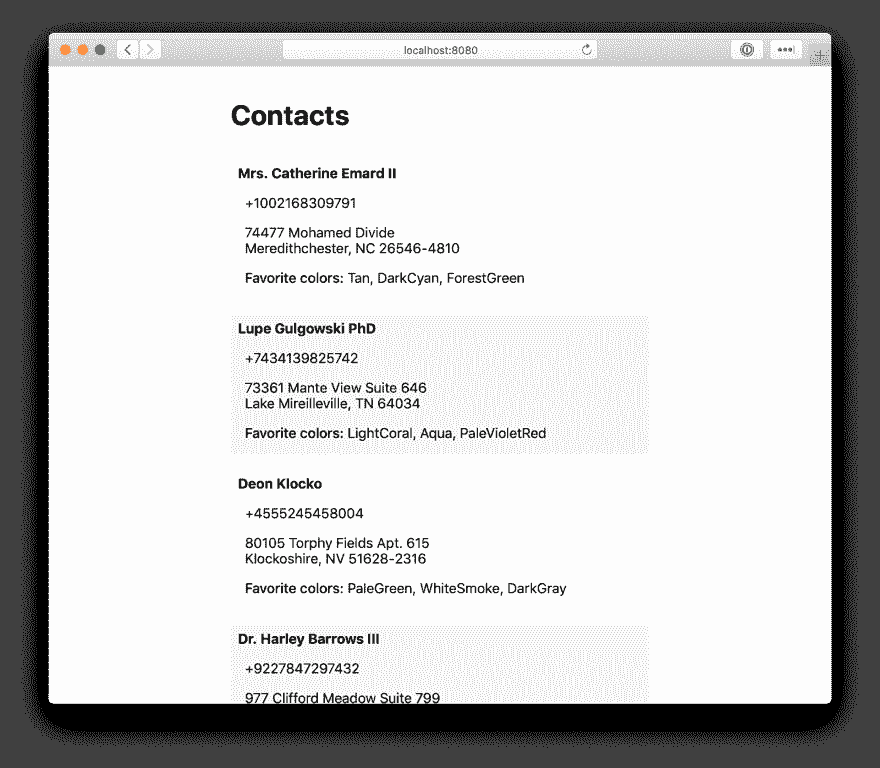 localhost:8080
Contacts
Mrs. Catherine Emard II
+1002168309791
74477 Mohamed Divide
Meredithchester, NC 26546-4810
Favorite colors: Tan, DarkCyan, ForestGreen
Lupe Gulgowski PhD
+7434139825742
73361 Mante View Suite 646
Lake Mireilleville, TN 64034
Favorite colors: LightCoral, Aqua, PaleVioletRed
Deon Klocko
+4555245458004
80105 Torphy Fields Apt. 615
Klockoshire, NV 51628-2316
Favorite colors: PaleGreen, WhiteSmoke, DarkGray
Dr. Harley Barrows III
+9227847297432
977 Clifford Meadow Suite 799